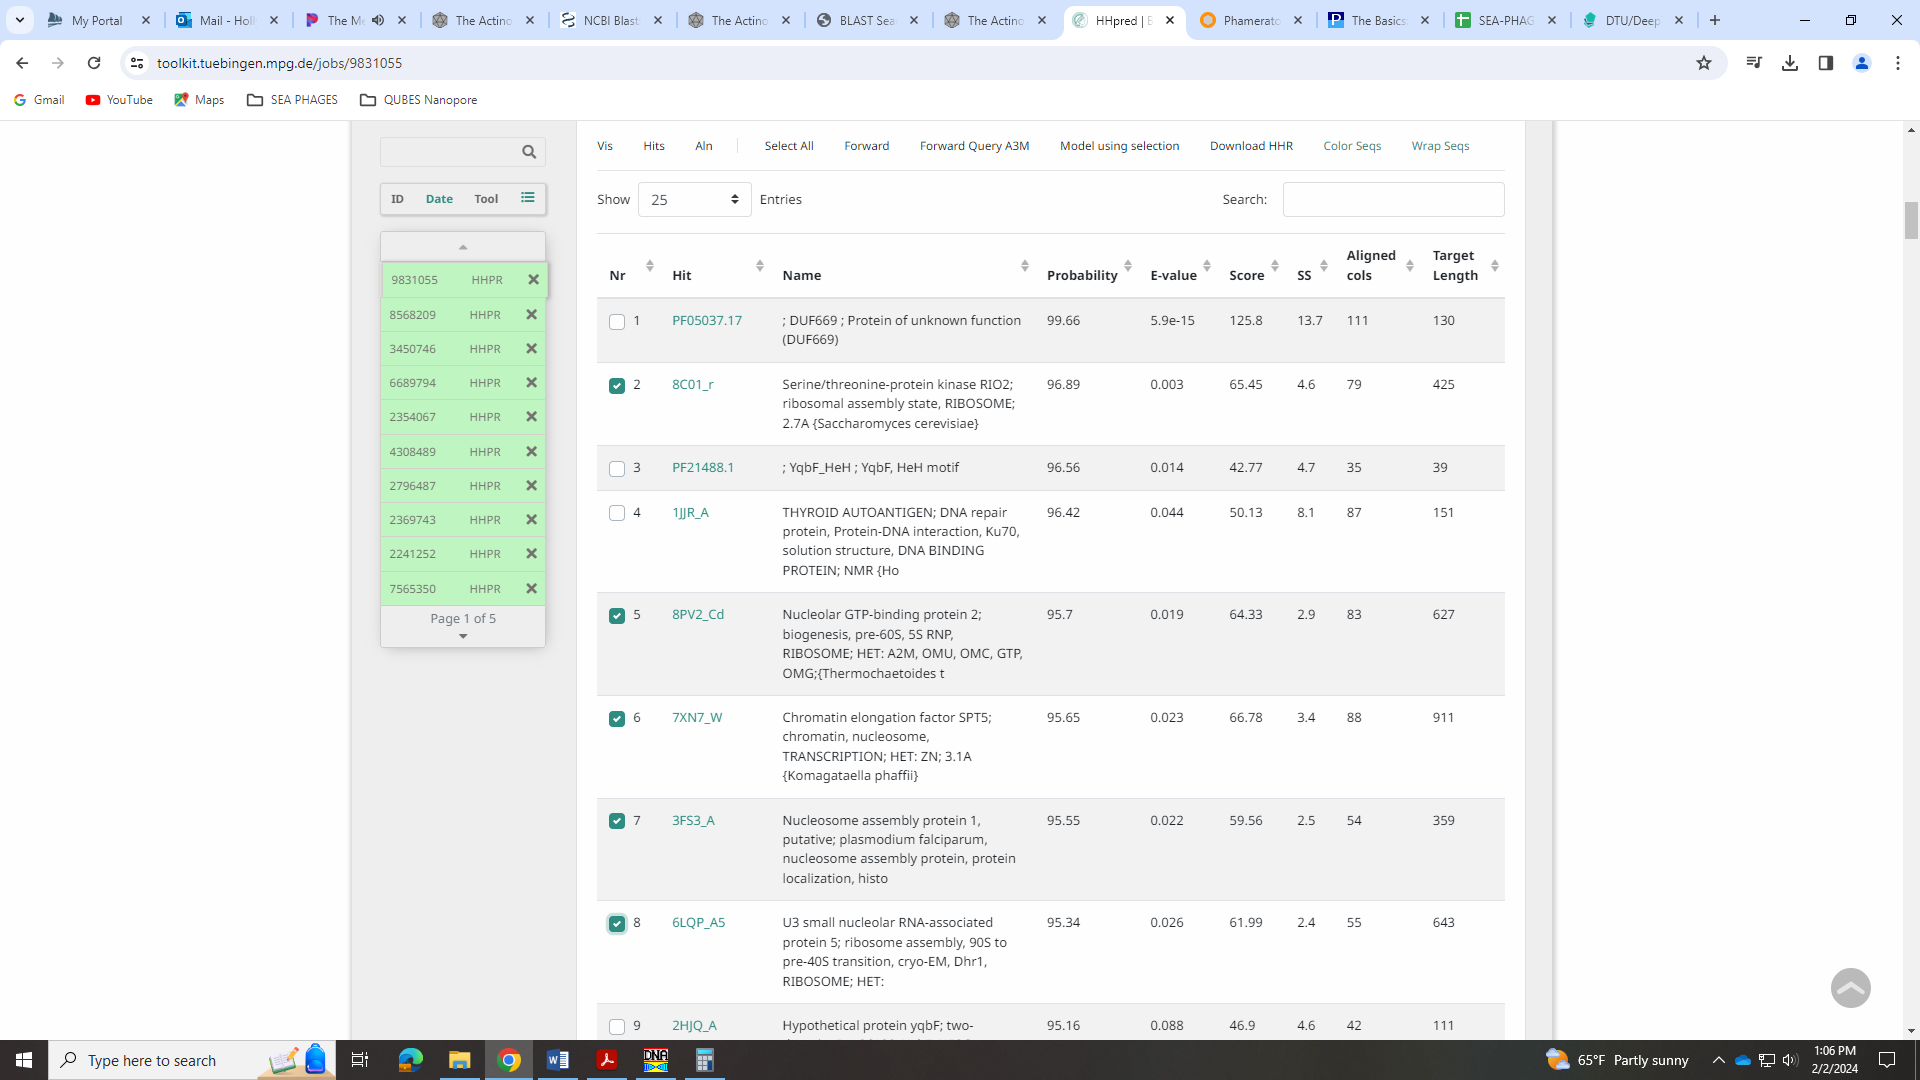 My Portal
Mail - Holl
The Me
The Actino
NCBI Blast
The Actino
BLAST Sea
The Actino
HHpred | B
Phamerato
The Basics
SEA-PHAG
DTU/Deep
toolkit.tuebingen.mpg.de/jobs/9831055
Gmail
YouTube
Maps
SEA PHAGES
QUBES Nanopore
Vis
Hits
Aln
Select All
Forward
Forward Query A3M
Model using selection
Download HHR
Color Seqs
Wrap Seqs
ID Date Tool
Show 25 Entries
Search:
9831055 HHPR
8568209 HHPR
3450746 HHPR
6689794 HHPR
2354067 HHPR
4308489 HHPR
2796487 HHPR
2369743 HHPR
2241252 HHPR
7565350 HHPR
Page 1 of 5
Nr Hit Name Probability E-value Score SS Aligned cols Target Length
1 PF05037.17 ; DUF669 ; Protein of unknown function 99.66 5.9e-15 125.8 13.7 111 130
(DUF669)
2 8C01_r Serine/threonine-protein kinase RIO2; 96.89 0.003 65.45 4.6 79 425
ribosomal assembly state, RIBOSOME;
2.7A {Saccharomyces cerevisiae}
3 PF21488.1 ; YqbF_HeH ; YqbF, HeH motif 96.56 0.014 42.77 4.7 35 39
4 1JJR_A THYROID AUTOANTIGEN; DNA repair 96.42 0.044 50.13 8.1 87 151
protein, Protein-DNA interaction, Ku70,
solution structure, DNA BINDING
PROTEIN; NMR {Ho
5 8PV2_Cd Nucleolar GTP-binding protein 2; 95.7 0.019 64.33 2.9 83 627
biogenesis, pre-60S, 5S RNP,
RIBOSOME; HET: A2M, OMU, OMC, GTP,
OMG;{Thermochaetoides t
6 7XN7_W Chromatin elongation factor SPT5; 95.65 0.023 66.78 3.4 88 911
chromatin, nucleosome,
TRANSCRIPTION; HET: ZN; 3.1A
{Komagataella phaffii}
7 3FS3_A Nucleosome assembly protein 1, 95.55 0.022 59.56 2.5 54 359
putative; plasmodium falciparum,
nucleosome assembly protein, protein
localization, histo
8 6LQP_A5 U3 small nucleolar RNA-associated 95.34 0.026 61.99 2.4 55 643
protein 5; ribosome assembly, 90S to
pre-40S transition, cryo-EM, Dhr1,
RIBOSOME; HET:
9 2HJQ_A Hypothetical protein yqbF; two- 95.16 0.088 46.9 4.6 42 111
Type here to search
DNA
65°F Partly sunny
1:06 PM
2/2/2024